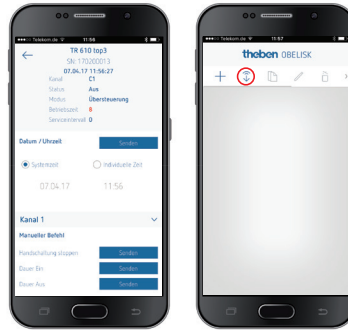 Telekom.de 11:56
TR 610 top3
SN: 170200013
07.04.17 11:56:27
Kanal C1
Status Aus
Modus Übersteuerung
Betriebszeit 8
Serviceintervall 0
Datum / Uhrzeit Senden
Systemzeit Individuelle Zeit
07.04.17 11:56
Kanal 1
Manueller Befehl
Handschaltung stoppen Senden
Dauer Ein Senden
Dauer Aus Senden
Telekom.de 11:57
theben OBELISK